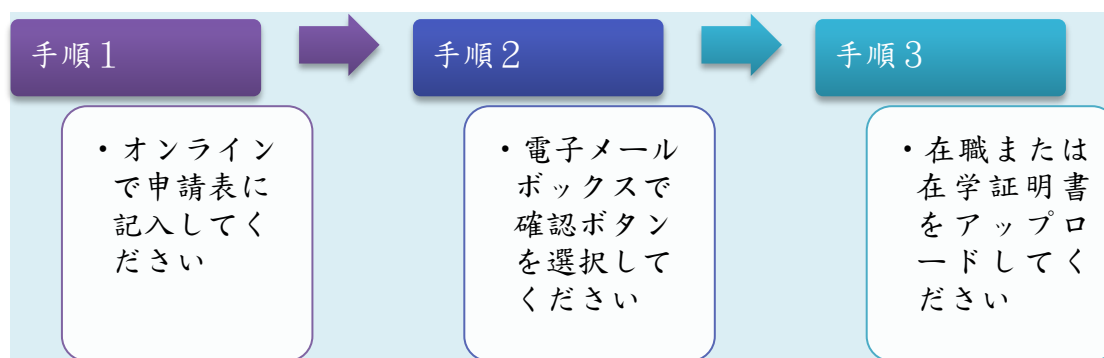 手順１
手順２
手順３
・オンライン
で申請表に
記入してく
ださい
・電子メール
ボックスで
確認ボタン
を選択して
ください
・在職または
在学証明書
をアップロ
ードしてく
ださい